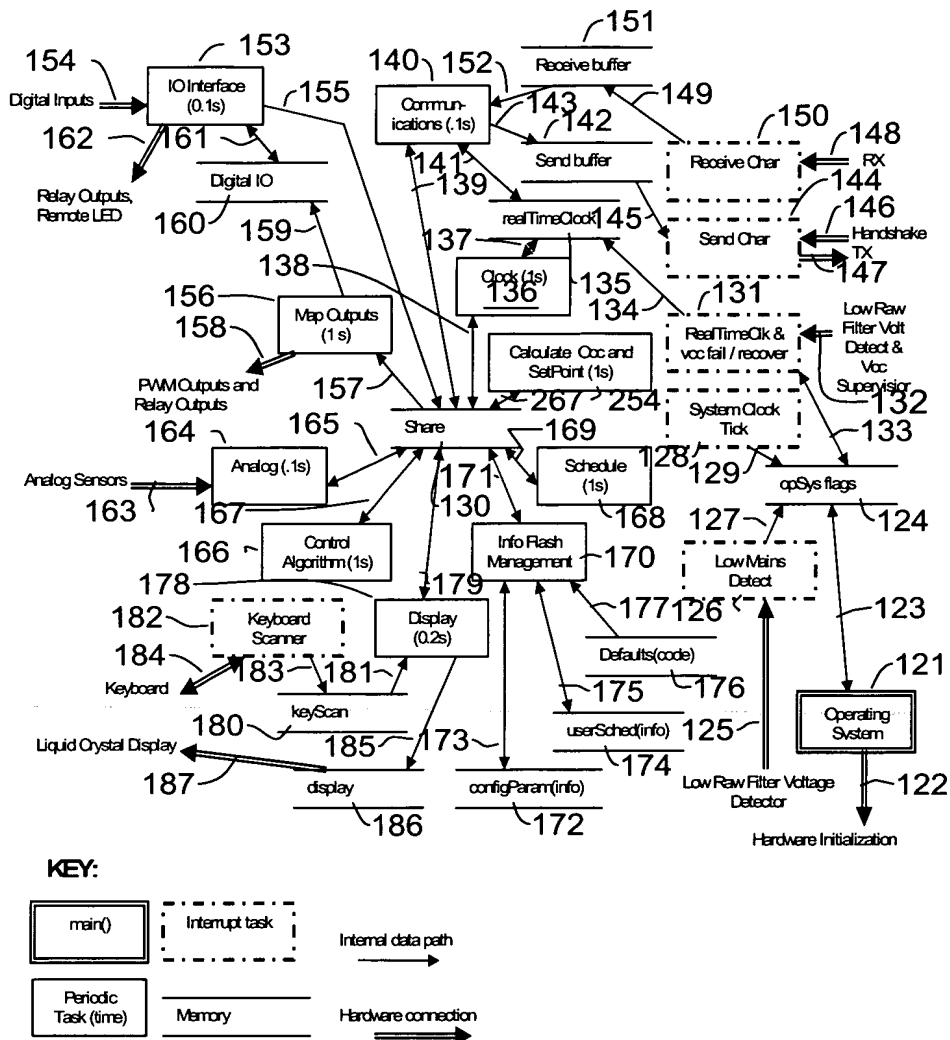 151
153
154
140
152
Receive buffer
IO Interface
(0.1s)
Digital Inputs
155
Commun-
ications (.1s)
143
142
149
150
162
161
148
141
Send buffer
Receive Char
RX
Relay Outputs,
Remote LED
Digital IO
139
144
160
145
146
159
realTimeClock
Send Char
Handshake
TX
137
147
138
Clock (.1s)
136
135
131
156
134
Map Outputs
(1 s)
Low Raw
Filter Volt
Detect &
Vcc
Supervisior
158
RealTimeClk &
vcc fail / recover
Calculate Occ and
SetPoint (1s)
157
PWM Outputs and
Relay Outputs
267
254
132
164
165
Share
System Clock
Tick
169
128
133
Analog (.1s)
171
129
Schedule
(1s)
Analog Sensors
163
167
130
opSys flags
168
127
124
166
Control
Algorithm (1s)
Info Flash
Management
170
Low Mains
Detect
178
179
182
177
126
123
Keyboard
Scanner
Display
(0.2s)
184
183
181
Defaults(code)
121
Keyboard
175
176
keyScan
125
Operating
System
180
userSched(info)
185
173
Liquid Crystal Display
174
187
display
configParam(info)
Low Raw Filter Voltage
Detector
122
186
172
Hardware Initialization
KEY:
main()
Interrupt task
Internal data path
Periodic
Task (time)
Memory
Hardware connection